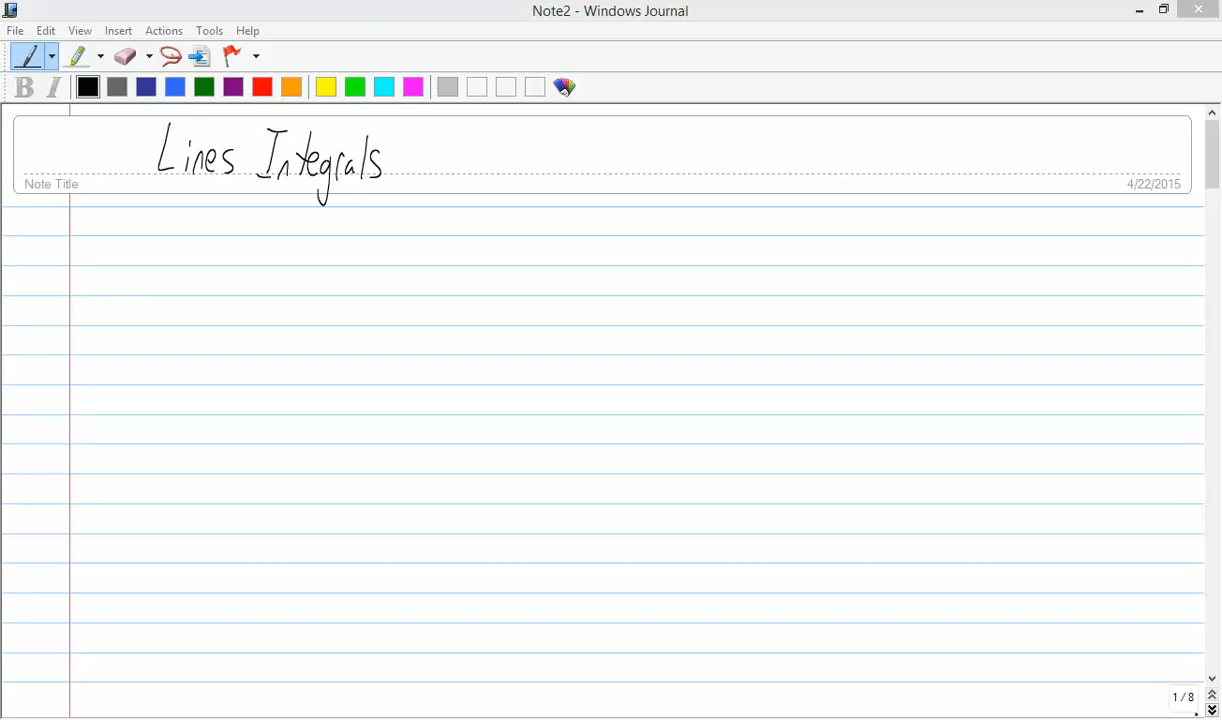 Note2 - Windows Journal
File Edit View Insert Actions Tools Help
B I
Lines Integrals
Note Title
4/22/2015
1 / 8